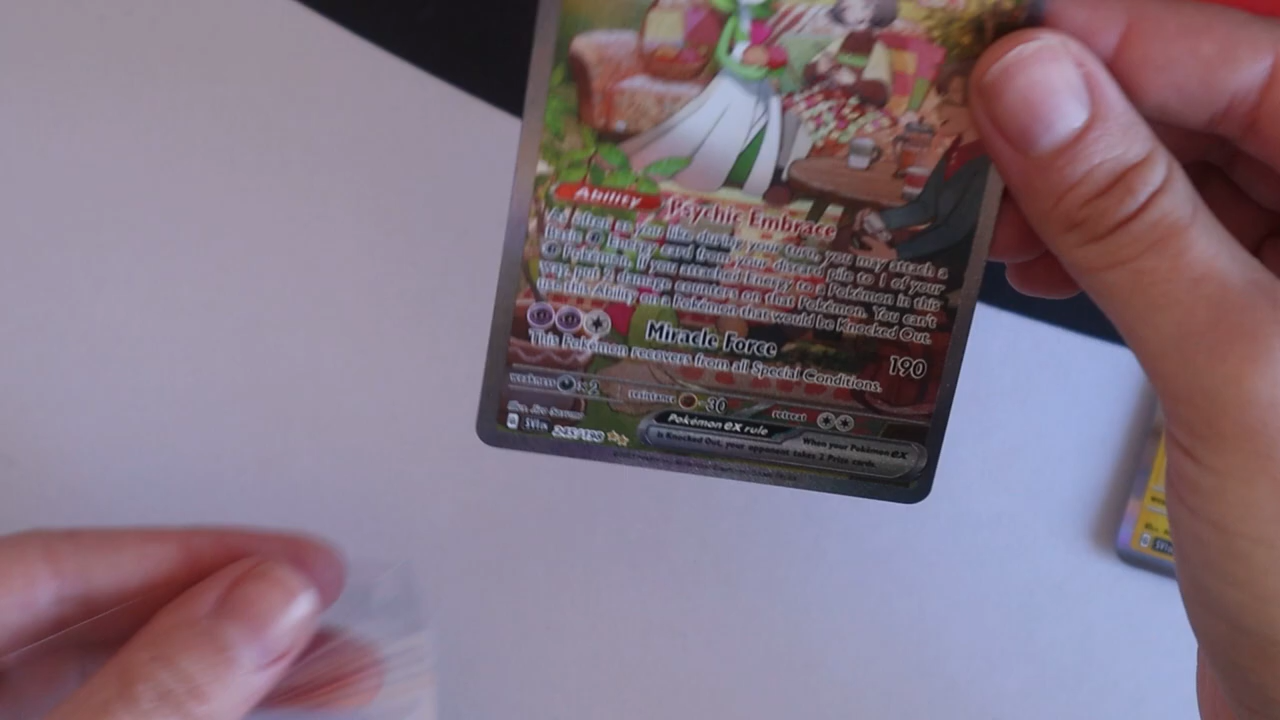 Ability Psychic Embrace
As often as you like during your turn, you may attach a
Basic Energy card from your discard pile to 1 of your
Pokémon. If you attached Energy to a Pokémon in this
way, put 2 damage counters on that Pokémon. You can't
use this Ability on a Pokémon that would be Knocked Out.
Miracle Force 190
This Pokémon recovers from all Special Conditions.
weakness ×2 resistance -30 retreat
Illus.
Pokémon ex rule When your Pokémon ex
is Knocked Out, your opponent takes 2 Prize cards.
245/198